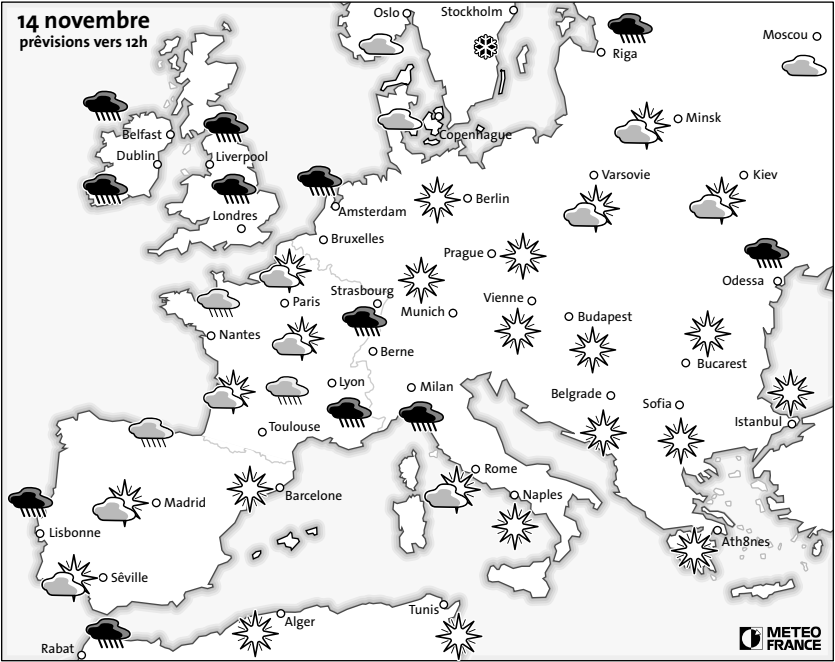 14 novembre
prêvisions vers 12h
Oslo
Stockholm
Riga
Moscou
Belfast
Dublin
Liverpool
Copenhague
Minsk
Londres
Amsterdam
Berlin
Varsovie
Kiev
Bruxelles
Prague
Odessa
Paris
Strasbourg
Munich
Vienne
Budapest
Nantes
Berne
Bucarest
Lyon
Milan
Belgrade
Sofia
Istanbul
Toulouse
Rome
Naples
Madrid
Barcelone
Lisbonne
Ath8nes
Sêville
Alger
Tunis
Rabat
METEO
FRANCE